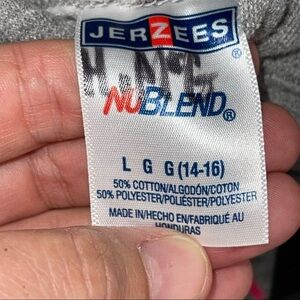 JERZEES
®
NUBLEND®
L G G (14-16)
50% COTTON/ALGODÓN/COTON
50% POLYESTER/POLIÉSTER/POLYESTER
MADE IN/HECHO EN/FABRIQUÉ AU
HONDURAS